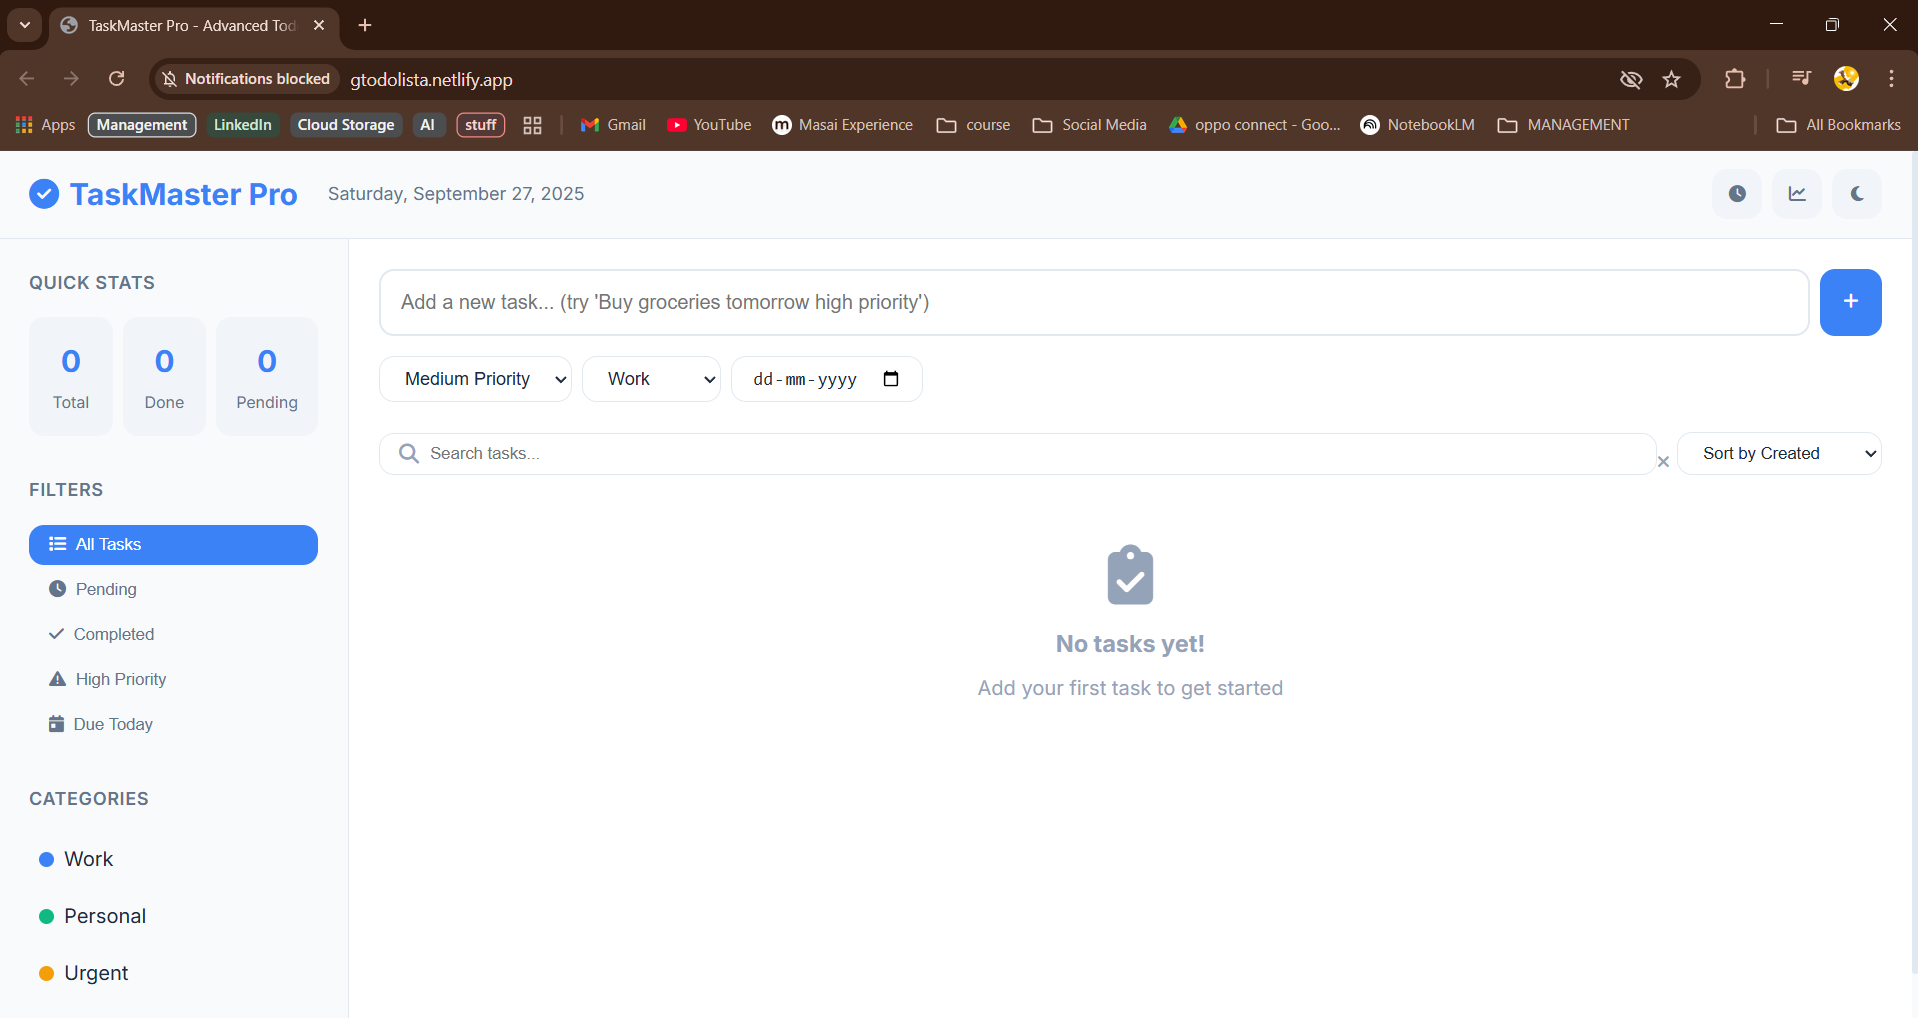 TaskMaster Pro - Advanced Tod
Notifications blocked gtodolista.netlify.app
Apps Management LinkedIn Cloud Storage AI stuff Gmail YouTube Masai Experience course Social Media oppo connect - Goo... NotebookLM MANAGEMENT All Bookmarks
TaskMaster Pro Saturday, September 27, 2025
QUICK STATS
0 0 0
Total Done Pending
FILTERS
All Tasks
Pending
Completed
High Priority
Due Today
CATEGORIES
Work
Personal
Urgent
Add a new task... (try 'Buy groceries tomorrow high priority')
+
Medium Priority Work dd-mm-yyyy
Search tasks... × Sort by Created
No tasks yet!
Add your first task to get started